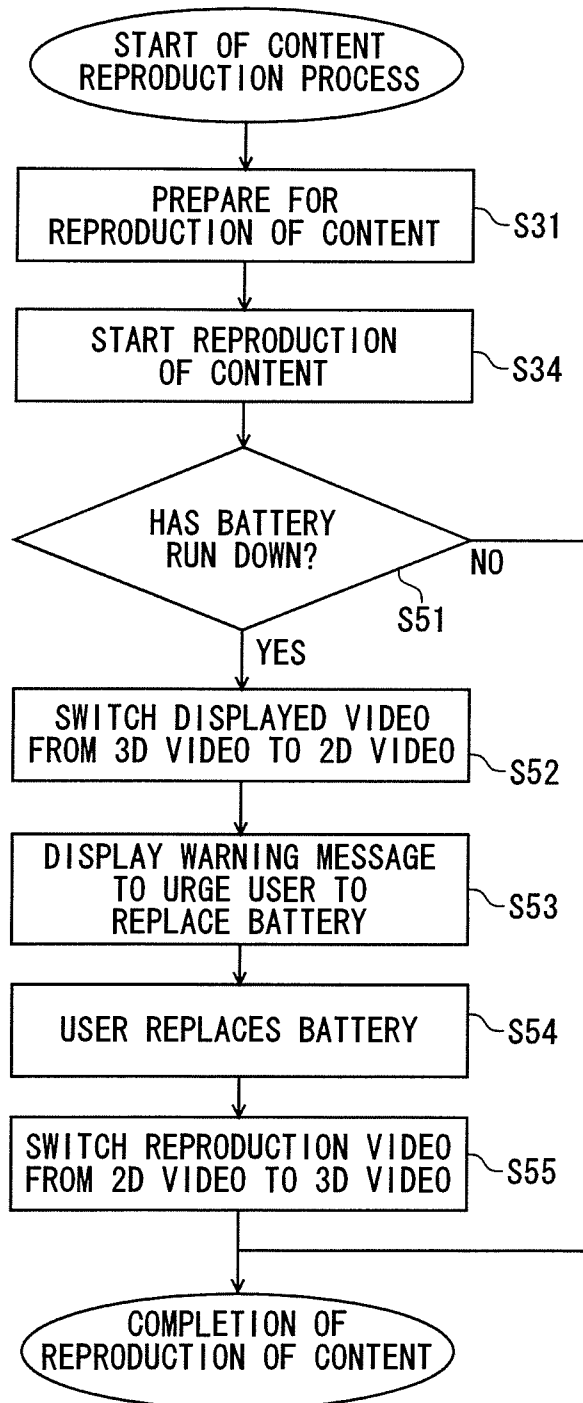 START OF CONTENT
REPRODUCTION PROCESS
PREPARE FOR
REPRODUCTION OF CONTENT
S31
START REPRODUCTION
OF CONTENT
S34
HAS BATTERY
RUN DOWN?
NO
S51
YES
SWITCH DISPLAYED VIDEO
FROM 3D VIDEO TO 2D VIDEO
S52
DISPLAY WARNING MESSAGE
TO URGE USER TO
REPLACE BATTERY
S53
USER REPLACES BATTERY
S54
SWITCH REPRODUCTION VIDEO
FROM 2D VIDEO TO 3D VIDEO
S55
COMPLETION OF
REPRODUCTION OF CONTENT